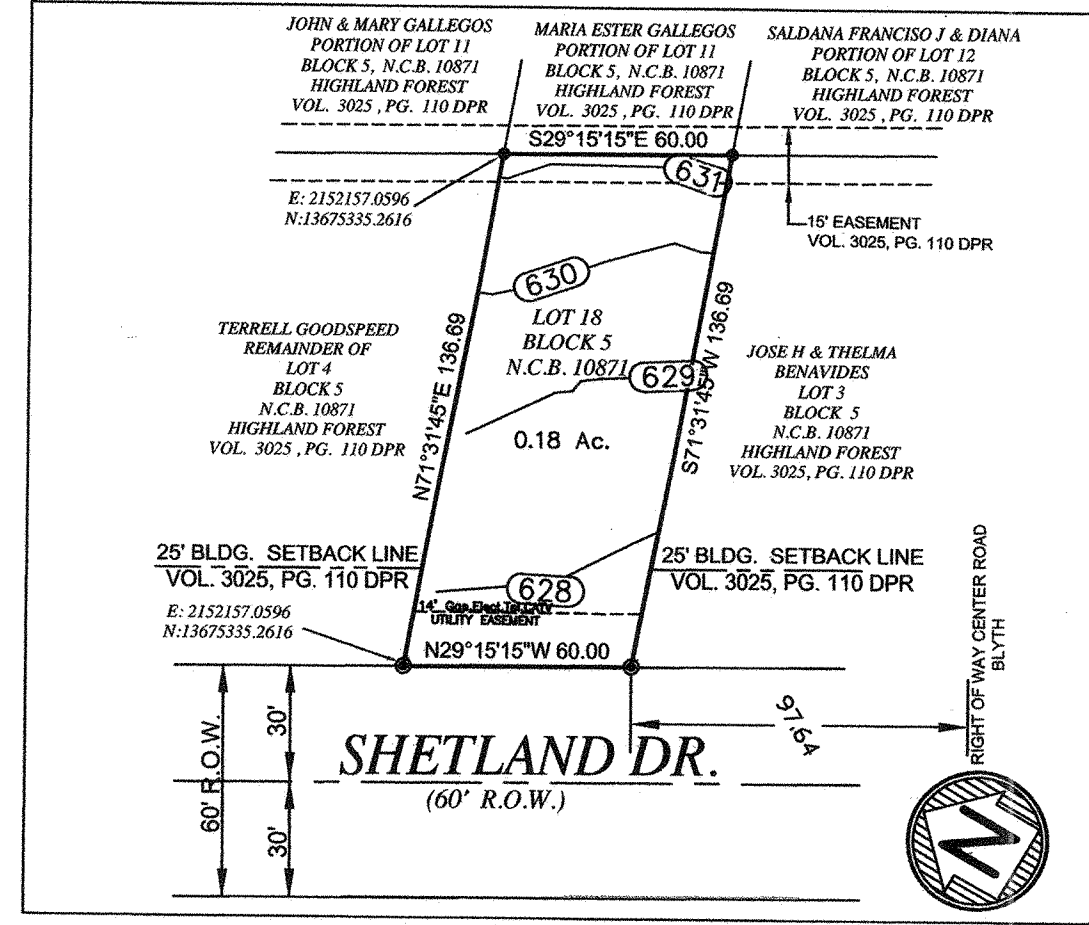 JOHN & MARY GALLEGOS
PORTION OF LOT 11
BLOCK 5, N.C.B. 10871
HIGHLAND FOREST
VOL. 3025 , PG. 110 DPR
MARIA ESTER GALLEGOS
PORTION OF LOT 11
BLOCK 5, N.C.B. 10871
HIGHLAND FOREST
VOL. 3025 , PG. 110 DPR
SALDANA FRANCISO J & DIANA
PORTION OF LOT 12
BLOCK 5, N.C.B. 10871
HIGHLAND FOREST
VOL. 3025 , PG. 110 DPR
S29°15'15"E 60.00
631
E: 2152157.0596
N:13675335.2616
15' EASEMENT
VOL. 3025, PG. 110 DPR
630
LOT 18
BLOCK 5
N.C.B. 10871
629
0.18 Ac.
N71°31'45"E 136.69
S71°31'45"W 136.69
TERRELL GOODSPEED
REMAINDER OF
LOT 4
BLOCK 5
N.C.B. 10871
HIGHLAND FOREST
VOL. 3025 , PG. 110 DPR
JOSE H & THELMA
BENAVIDES
LOT 3
BLOCK 5
N.C.B. 10871
HIGHLAND FOREST
VOL. 3025, PG. 110 DPR
25' BLDG. SETBACK LINE
VOL. 3025, PG. 110 DPR
25' BLDG. SETBACK LINE
VOL. 3025, PG. 110 DPR
628
14' Gas,Elect,Tel,CATV
UTILITY EASEMENT
E: 2152157.0596
N:13675335.2616
N29°15'15"W 60.00
97.64
RIGHT OF WAY CENTER ROAD
BLYTH
60' R.O.W.
30'
30'
SHETLAND DR.
(60' R.O.W.)
N